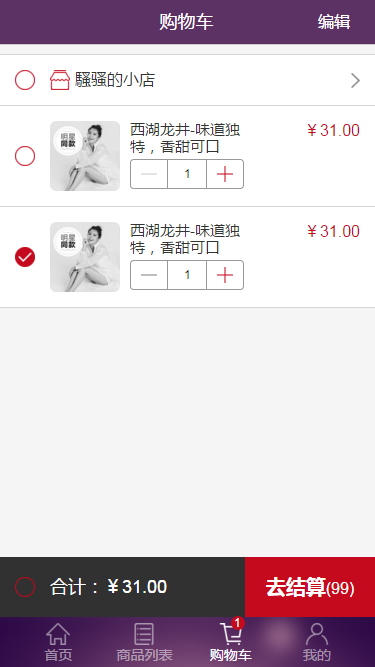 购物车
编辑
騷骚的小店
明星
同款
西湖龙井-味道独
特，香甜可口
¥ 31.00
1
明星
同款
西湖龙井-味道独
特，香甜可口
¥ 31.00
1
合计：¥ 31.00
去结算(99)
1
首页
商品列表
购物车
我的